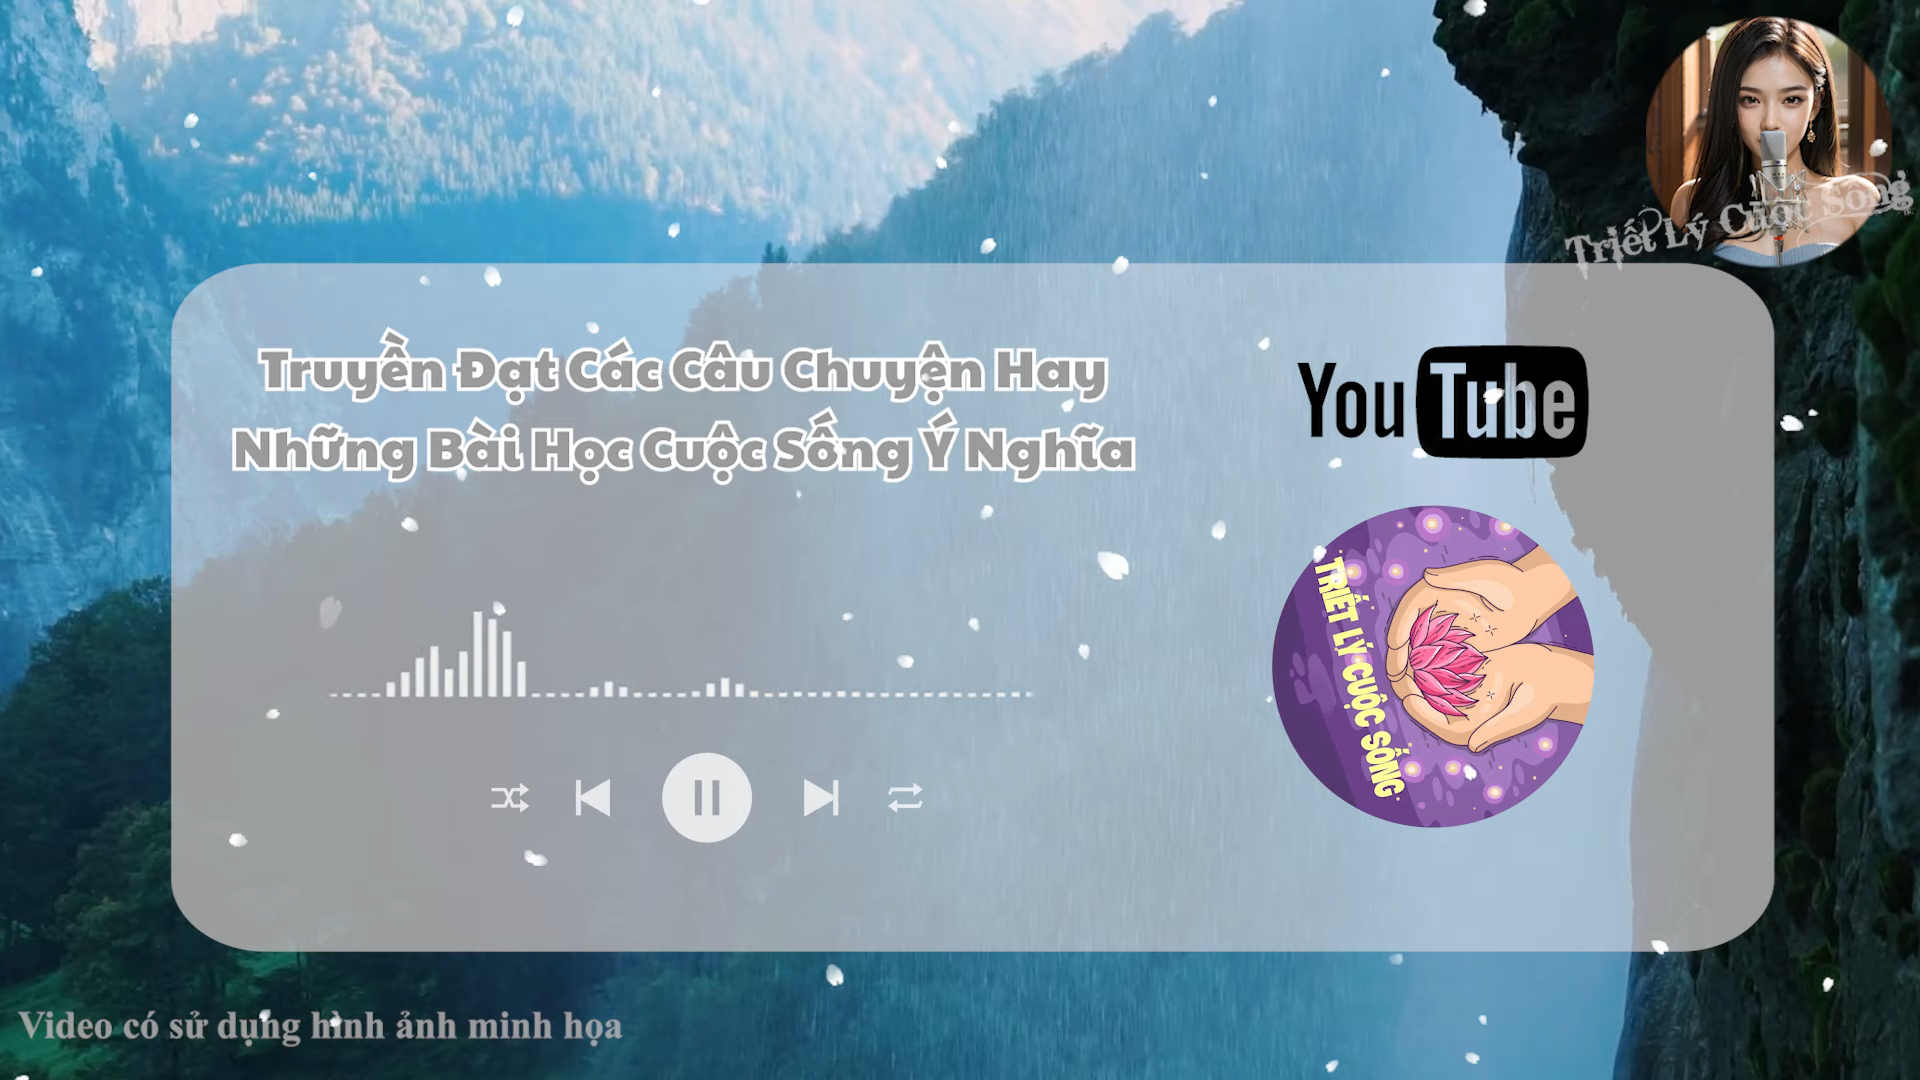 Triết Lý Cuộc Sống
Truyền Đạt Các Câu Chuyện Hay
Những Bài Học Cuộc Sống Ý Nghĩa
YouTube
TRIẾT LÝ CUỘC SỐNG
Video có sử dụng hình ảnh minh họa